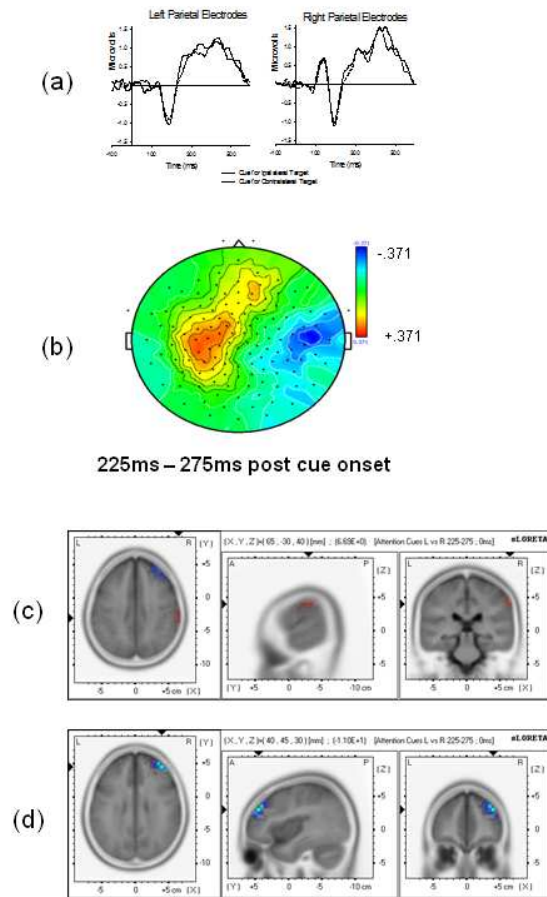 Left Parietal Electrodes
Right Parietal Electrodes
(a)
Microvolts
Microvolts
Time (ms)
Time (ms)
Cue for Ipsilateral Target
Cue for Contralateral Target
(b)
-.371
+.371
225ms – 275ms post cue onset
(c)
L R (Y)
(X, Y, Z)=(65, -30, 40) [mm] ; (6.69E+0) [Attention Cues L vs R 225-275 ; 0ms] sLORETA
A P (Z)
L R (Z)
+5
0
-5
-10
-5 0 +5 cm (X)
(Y) +5 0 -5 -10 cm
-5 0 +5 cm (X)
(d)
L R (Y)
(X, Y, Z)=(40, 45, 30) [mm] ; (-1.10E+1) [Attention Cues L vs R 225-275 ; 0ms] sLORETA
A P (Z)
L R (Z)
+5
0
-5
-10
-5 0 +5 cm (X)
(Y) +5 0 -5 -10 cm
-5 0 +5 cm (X)